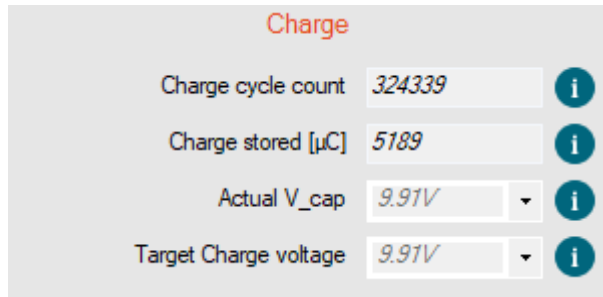 Charge
Charge cycle count 324339 i
Charge stored [µC] 5189 i
Actual V_cap 9.91V i
Target Charge voltage 9.91V i